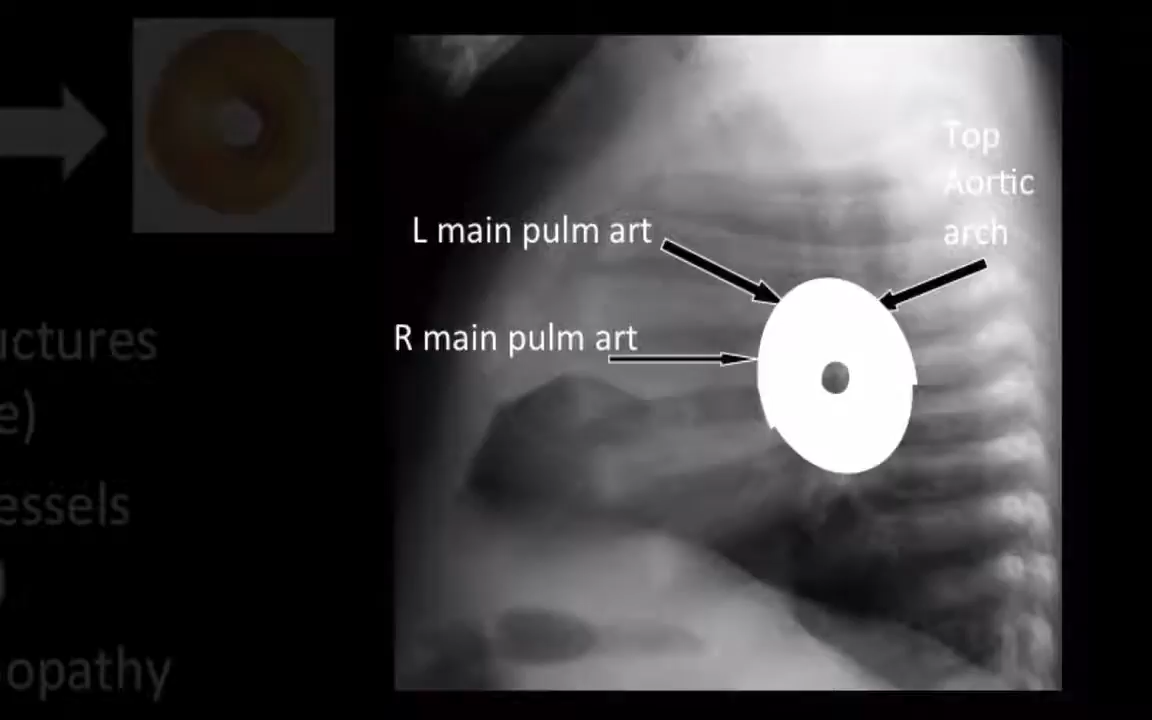 Top
Aortic
arch
L main pulm art
R main pulm art
uctures
e)
essels
opathy